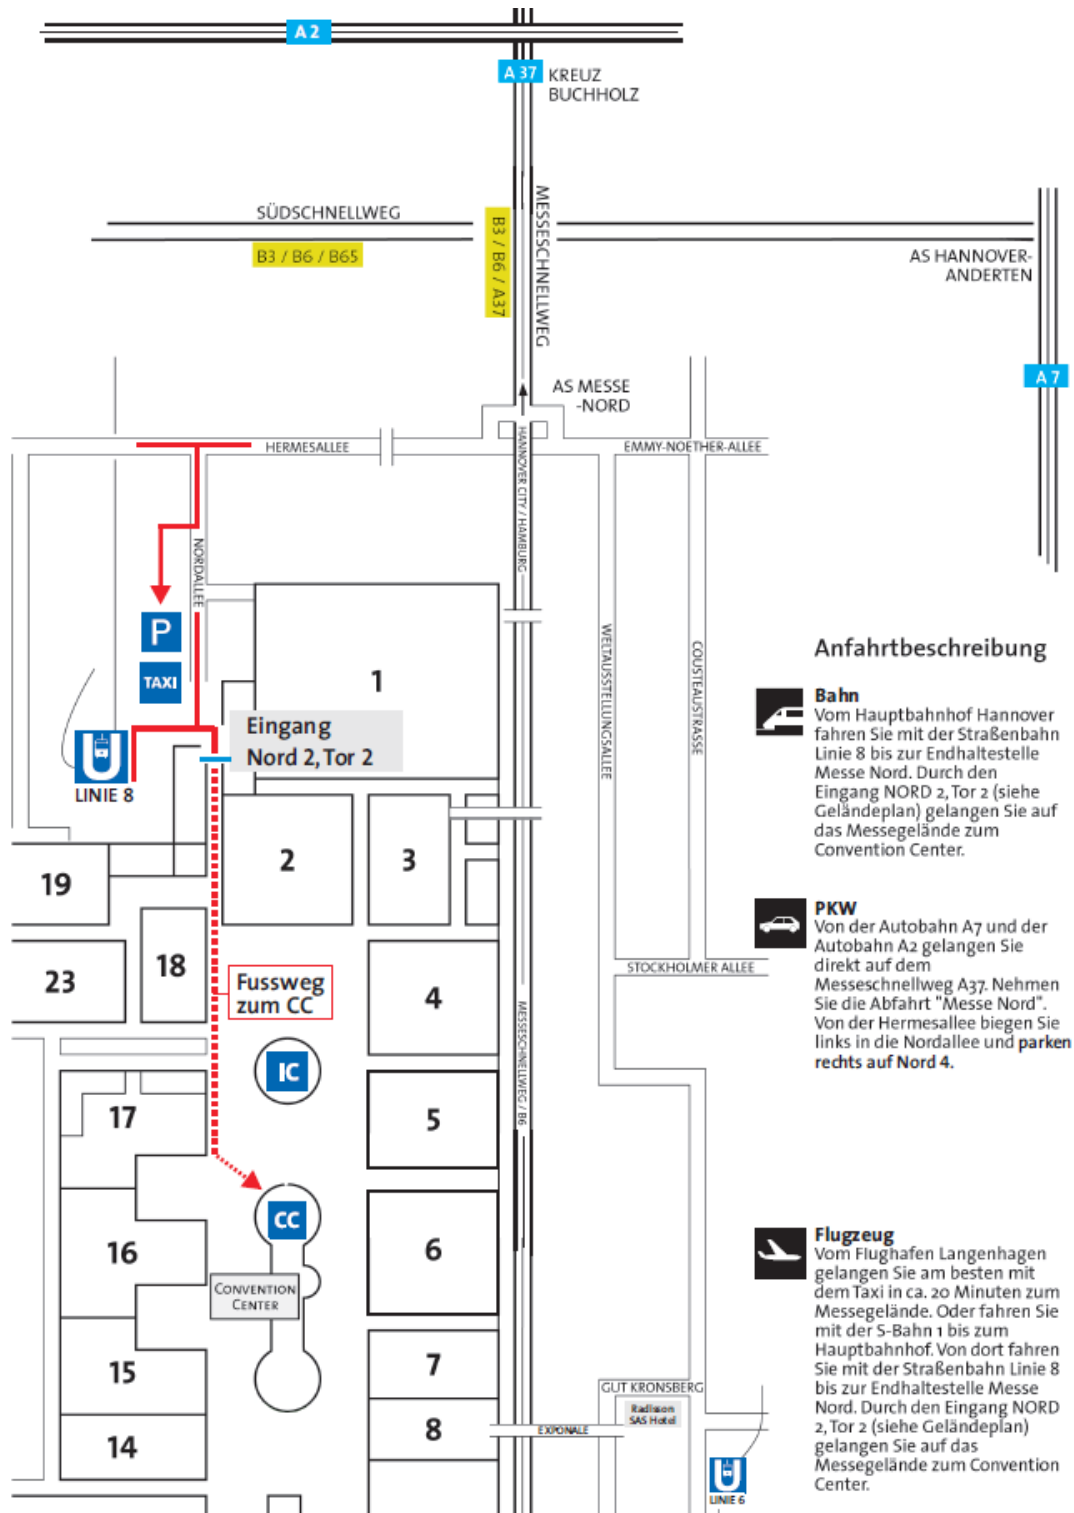 A 2
A 37
KREUZ
BUCHHOLZ
SÜDSCHNELLWEG
B3 / B6 / B65
B3 / B6 / A37
MESSESCHNELLWEG
AS HANNOVER-
ANDERTEN
A 7
AS MESSE
-NORD
HERMESALLEE
EMMY-NOETHER-ALLEE
HANNOVER CITY / HAMBURG
NORDALLEE
P
TAXI
1
WELTAUSSTELLUNGSALLEE
COUSTEAUSTRASSE
Eingang
Nord 2, Tor 2
U
LINIE 8
2
3
19
18
23
Fussweg
zum CC
4
STOCKHOLMER ALLEE
MESSESCHNELLWEG / B6
IC
17
5
CC
16
6
CONVENTION
CENTER
15
7
GUT KRONSBERG
Radisson
SAS Hotel
14
8
EXPONALE
U
LINIE 6
Anfahrtbeschreibung
Bahn
Vom Hauptbahnhof Hannover
fahren Sie mit der Straßenbahn
Linie 8 bis zur Endhaltestelle
Messe Nord. Durch den
Eingang NORD 2, Tor 2 (siehe
Geländeplan) gelangen Sie auf
das Messegelände zum
Convention Center.
PKW
Von der Autobahn A7 und der
Autobahn A2 gelangen Sie
direkt auf dem
Messeschnellweg A37. Nehmen
Sie die Abfahrt "Messe Nord".
Von der Hermesallee biegen Sie
links in die Nordallee und parken
rechts auf Nord 4.
Flugzeug
Vom Flughafen Langenhagen
gelangen Sie am besten mit
dem Taxi in ca. 20 Minuten zum
Messegelände. Oder fahren Sie
mit der S-Bahn 1 bis zum
Hauptbahnhof. Von dort fahren
Sie mit der Straßenbahn Linie 8
bis zur Endhaltestelle Messe
Nord. Durch den Eingang NORD
2, Tor 2 (siehe Geländeplan)
gelangen Sie auf das
Messegelände zum Convention
Center.